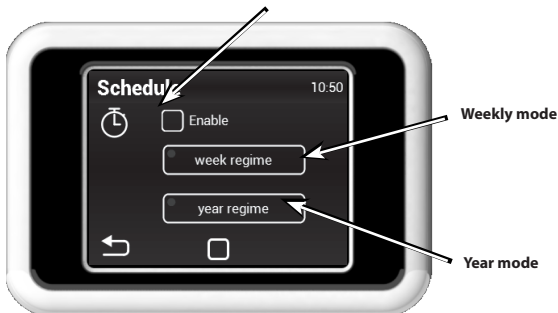 Schedule
10:50
Enable
week regime
year regime
Weekly mode
Year mode